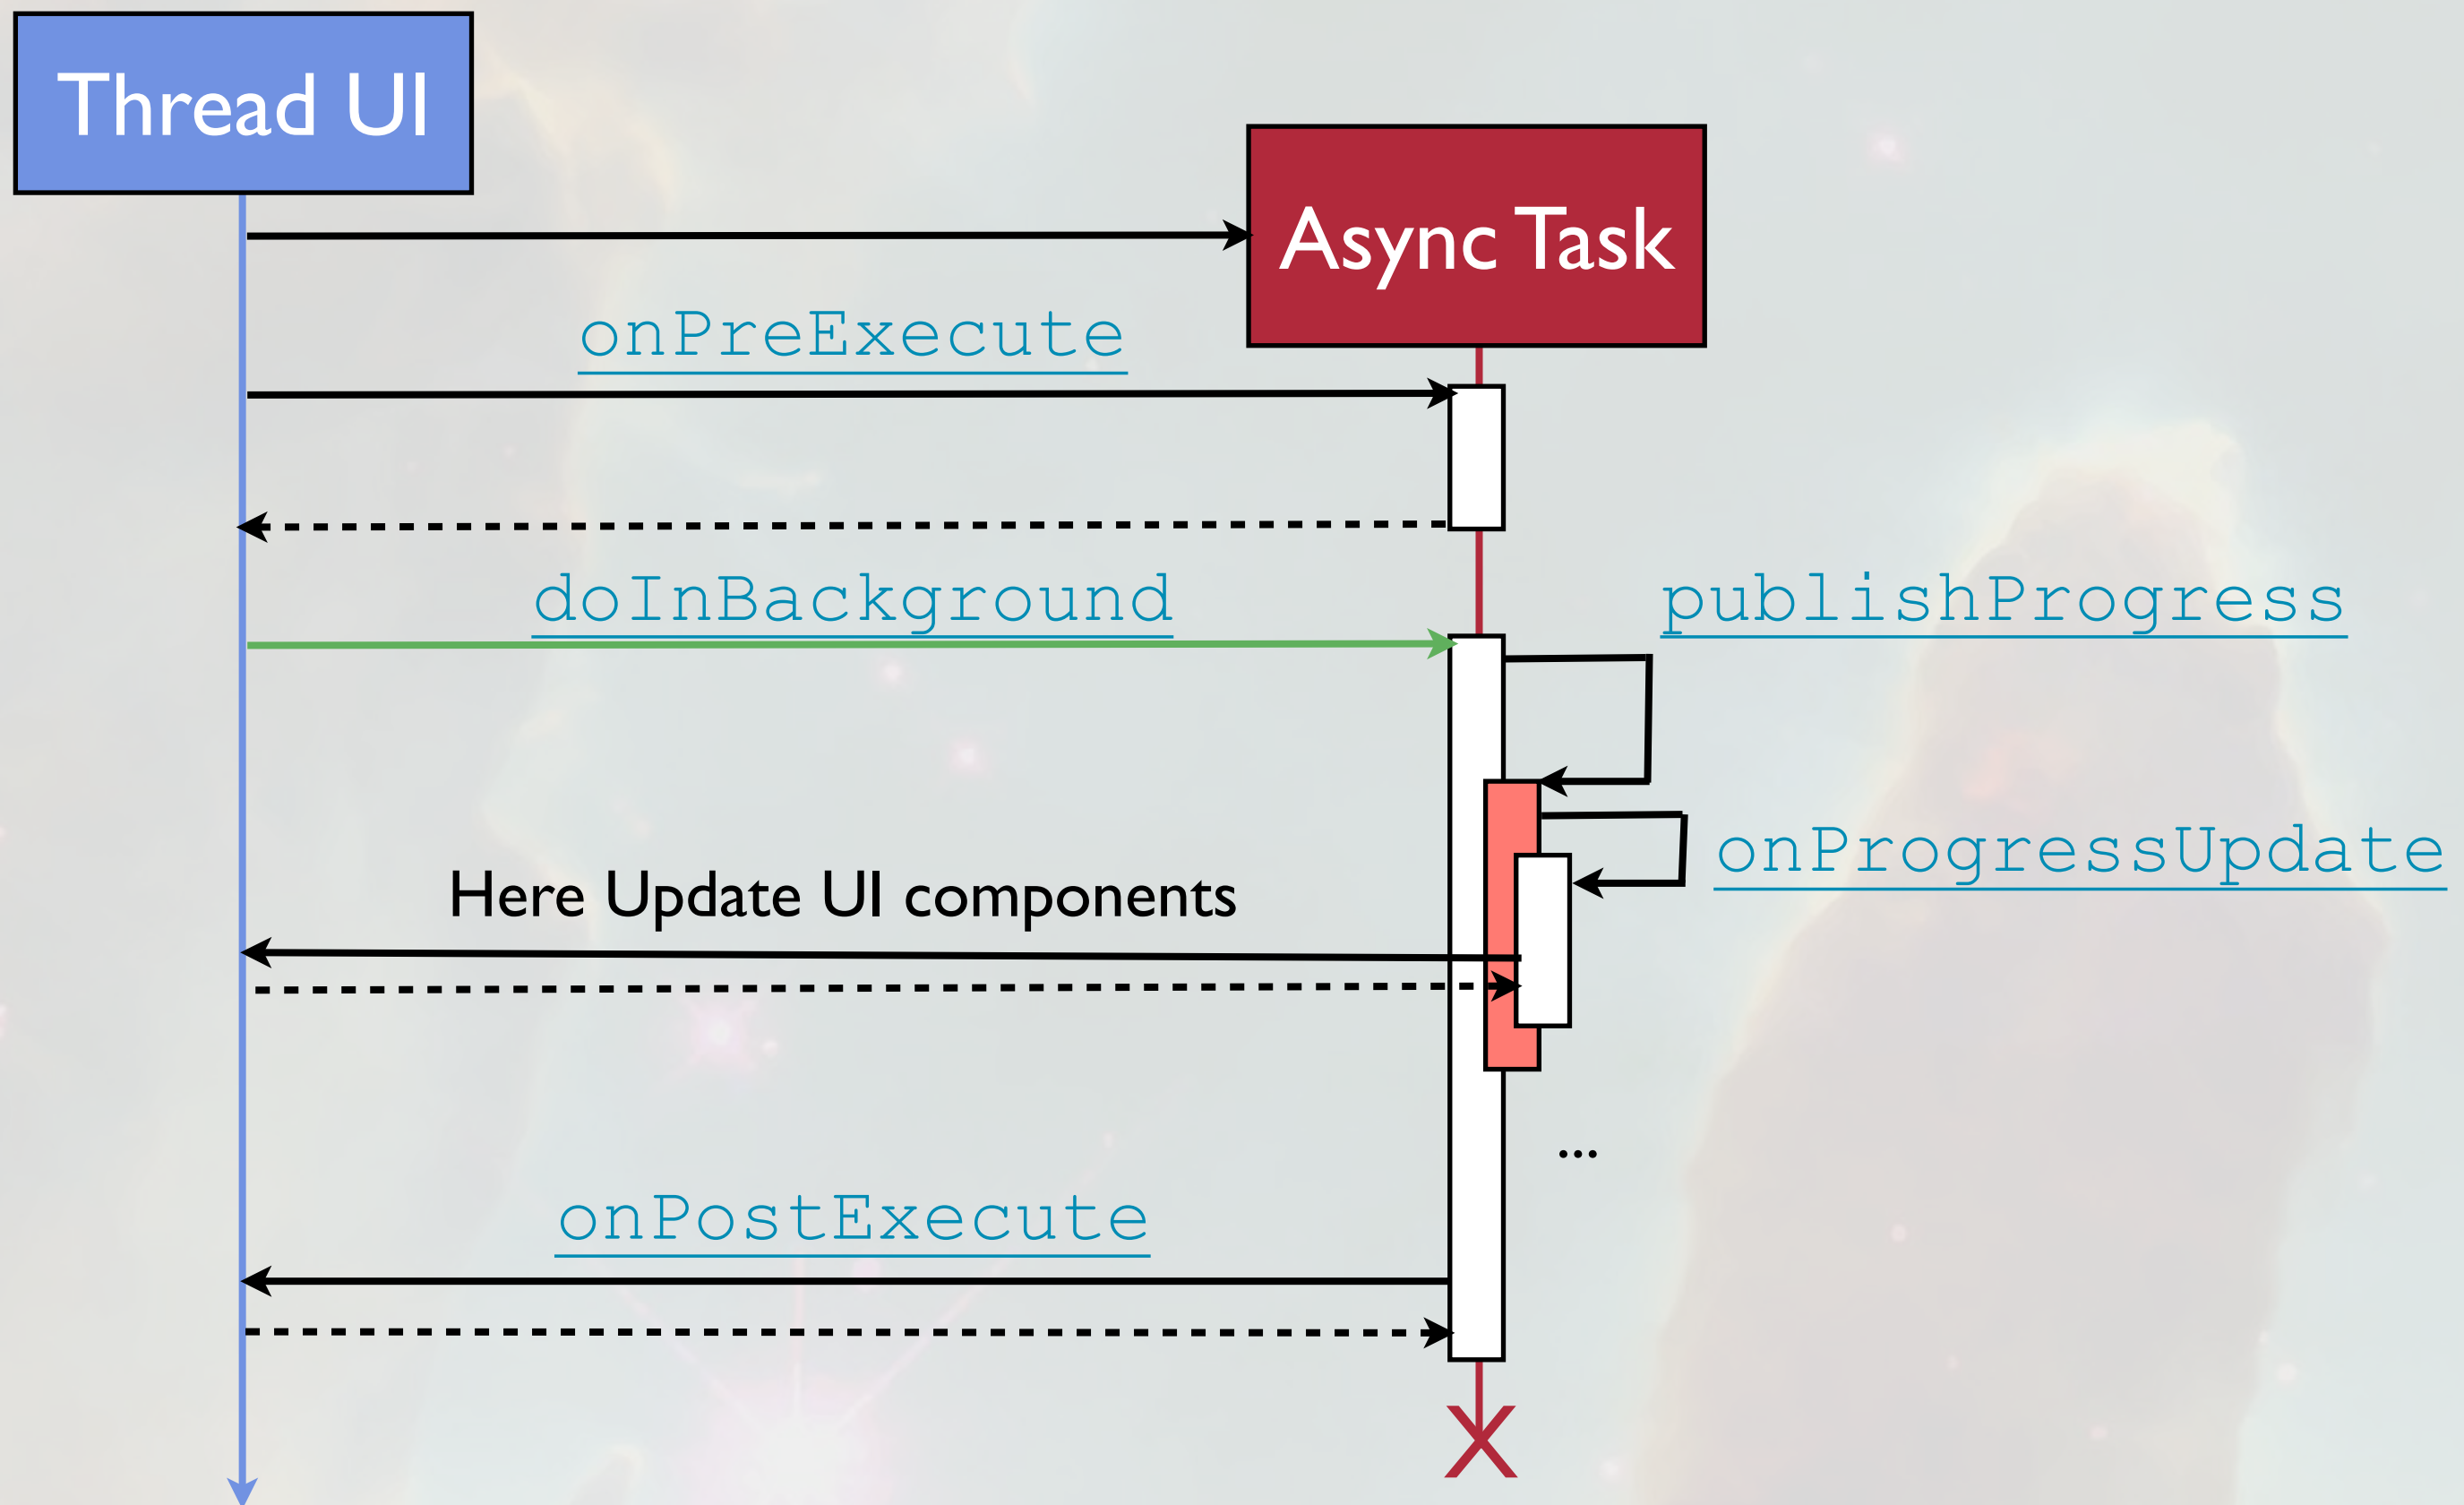 Thread UI
Async Task
onPreExecute
doInBackground
publishProgress
onProgressUpdate
Here Update UI components
...
onPostExecute
X